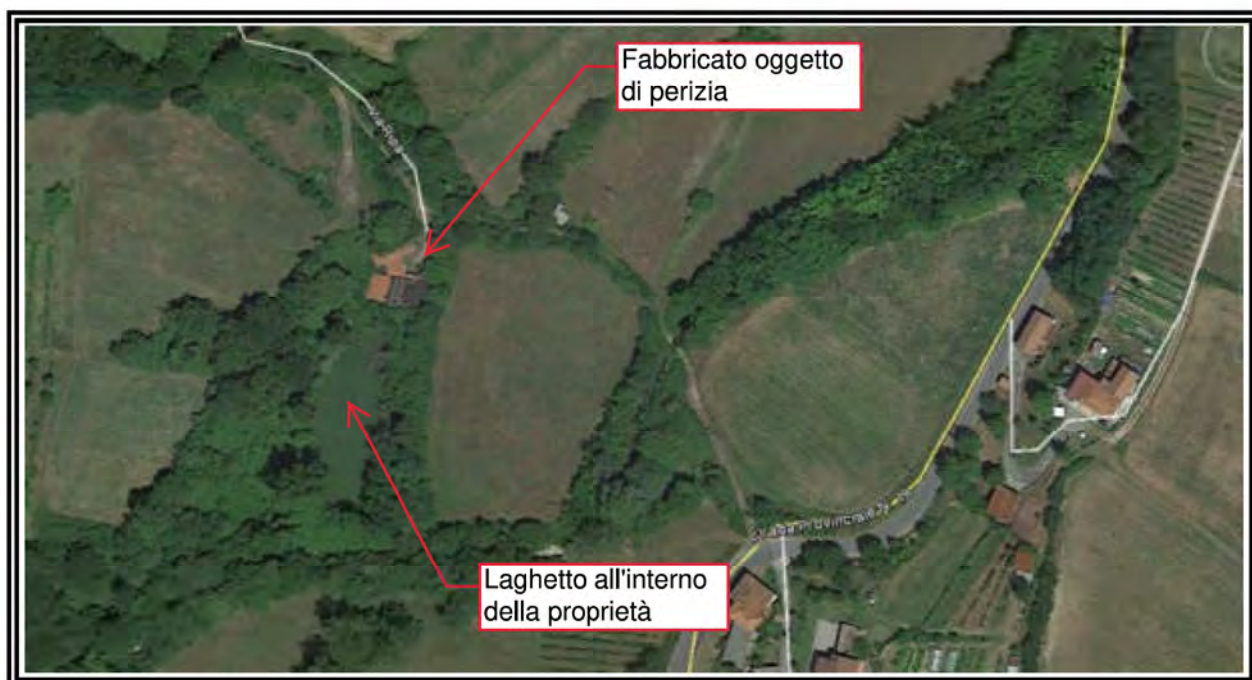 Fabbricato oggetto
di perizia
Laghetto all'interno
della proprietà